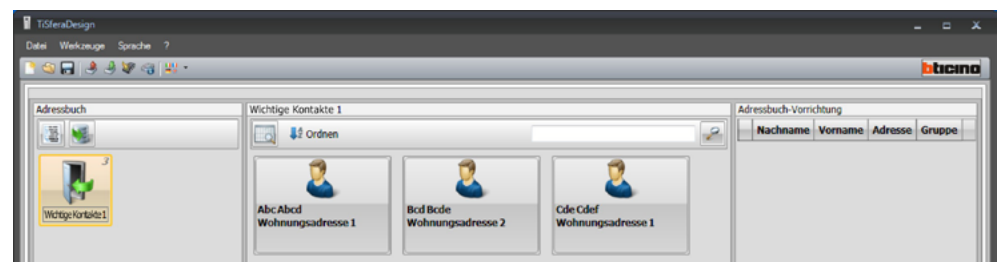 TiSferaDesign
Datei Werkzeuge Sprache ?
bticino
Adressbuch
Wichtige Kontakte 1
Adressbuch-Vorrichtung
Ordnen
Nachname Vorname Adresse Gruppe
3
Wichtige Kontakte 1
Abc Abcd
Wohnungsadresse 1
Bcd Bcde
Wohnungsadresse 2
Cde Cdef
Wohnungsadresse 1